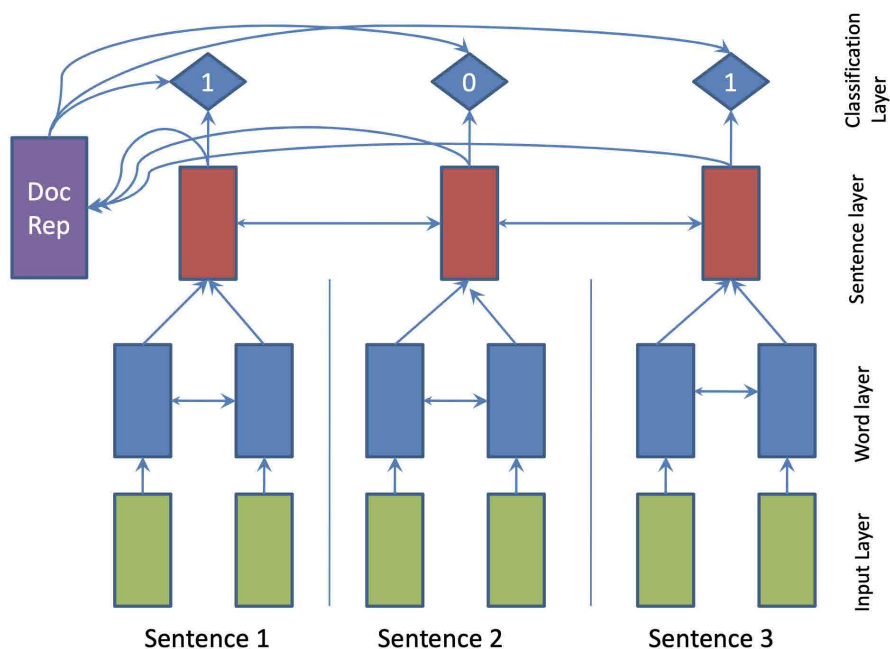 Classification
Layer
1
0
1
Doc
Rep
Sentence layer
Word layer
Input Layer
Sentence 1
Sentence 2
Sentence 3